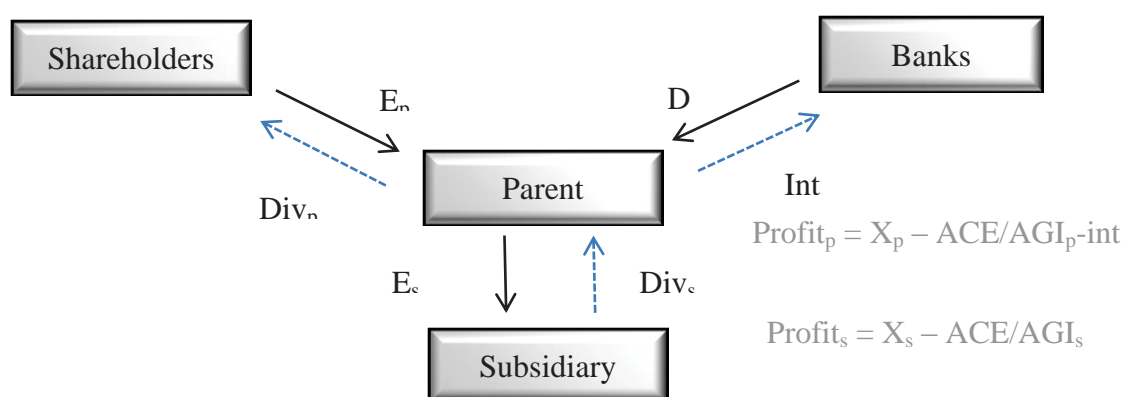 Shareholders
Banks
Eₚ
D
Parent
Divₚ
Int
Profitₚ = Xₚ – ACE/AGIₚ-int
Eₛ
Divₛ
Profitₛ = Xₛ – ACE/AGIₛ
Subsidiary